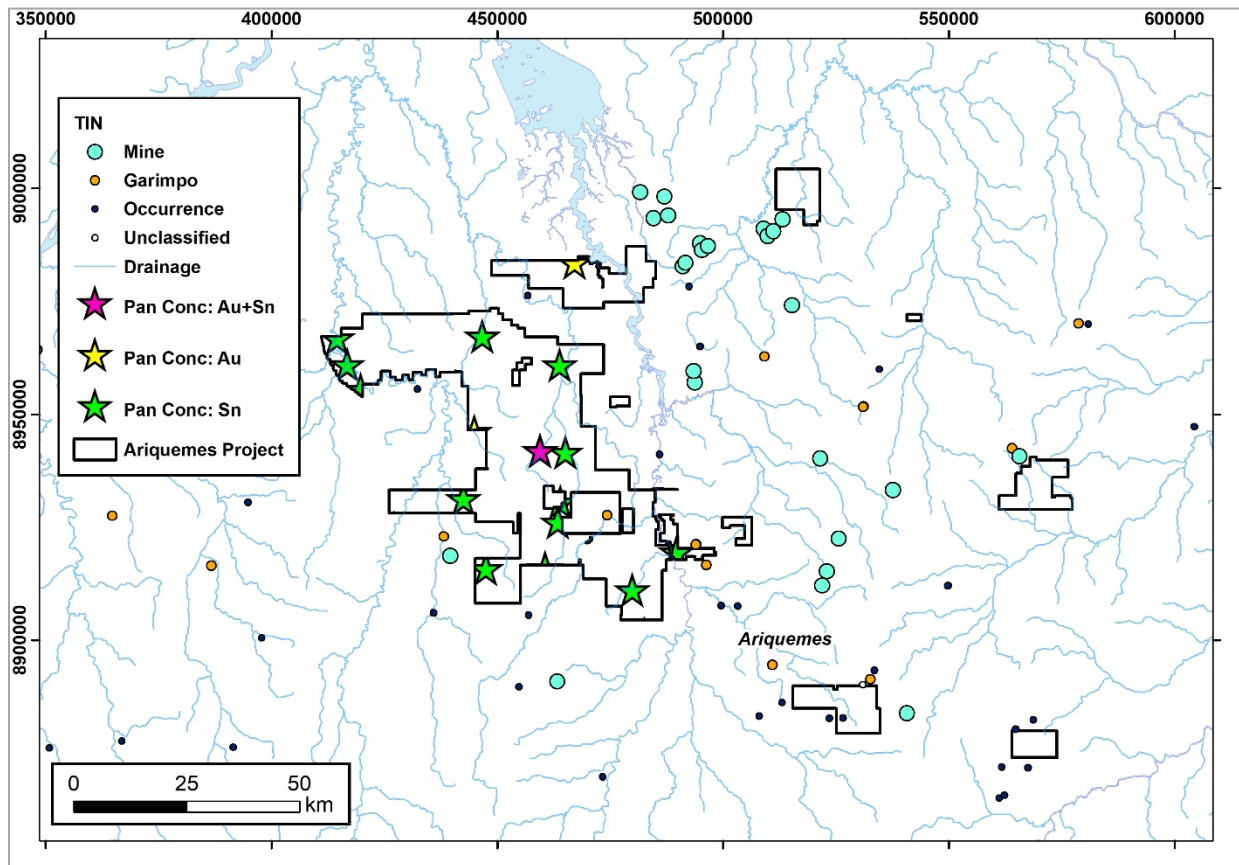 350000 400000 450000 500000 550000 600000
TIN
Mine
Garimpo
Occurrence
Unclassified
Drainage
Pan Conc: Au+Sn
Pan Conc: Au
Pan Conc: Sn
Ariquemes Project
9000000
8950000
8900000
Ariquemes
0 25 50
km